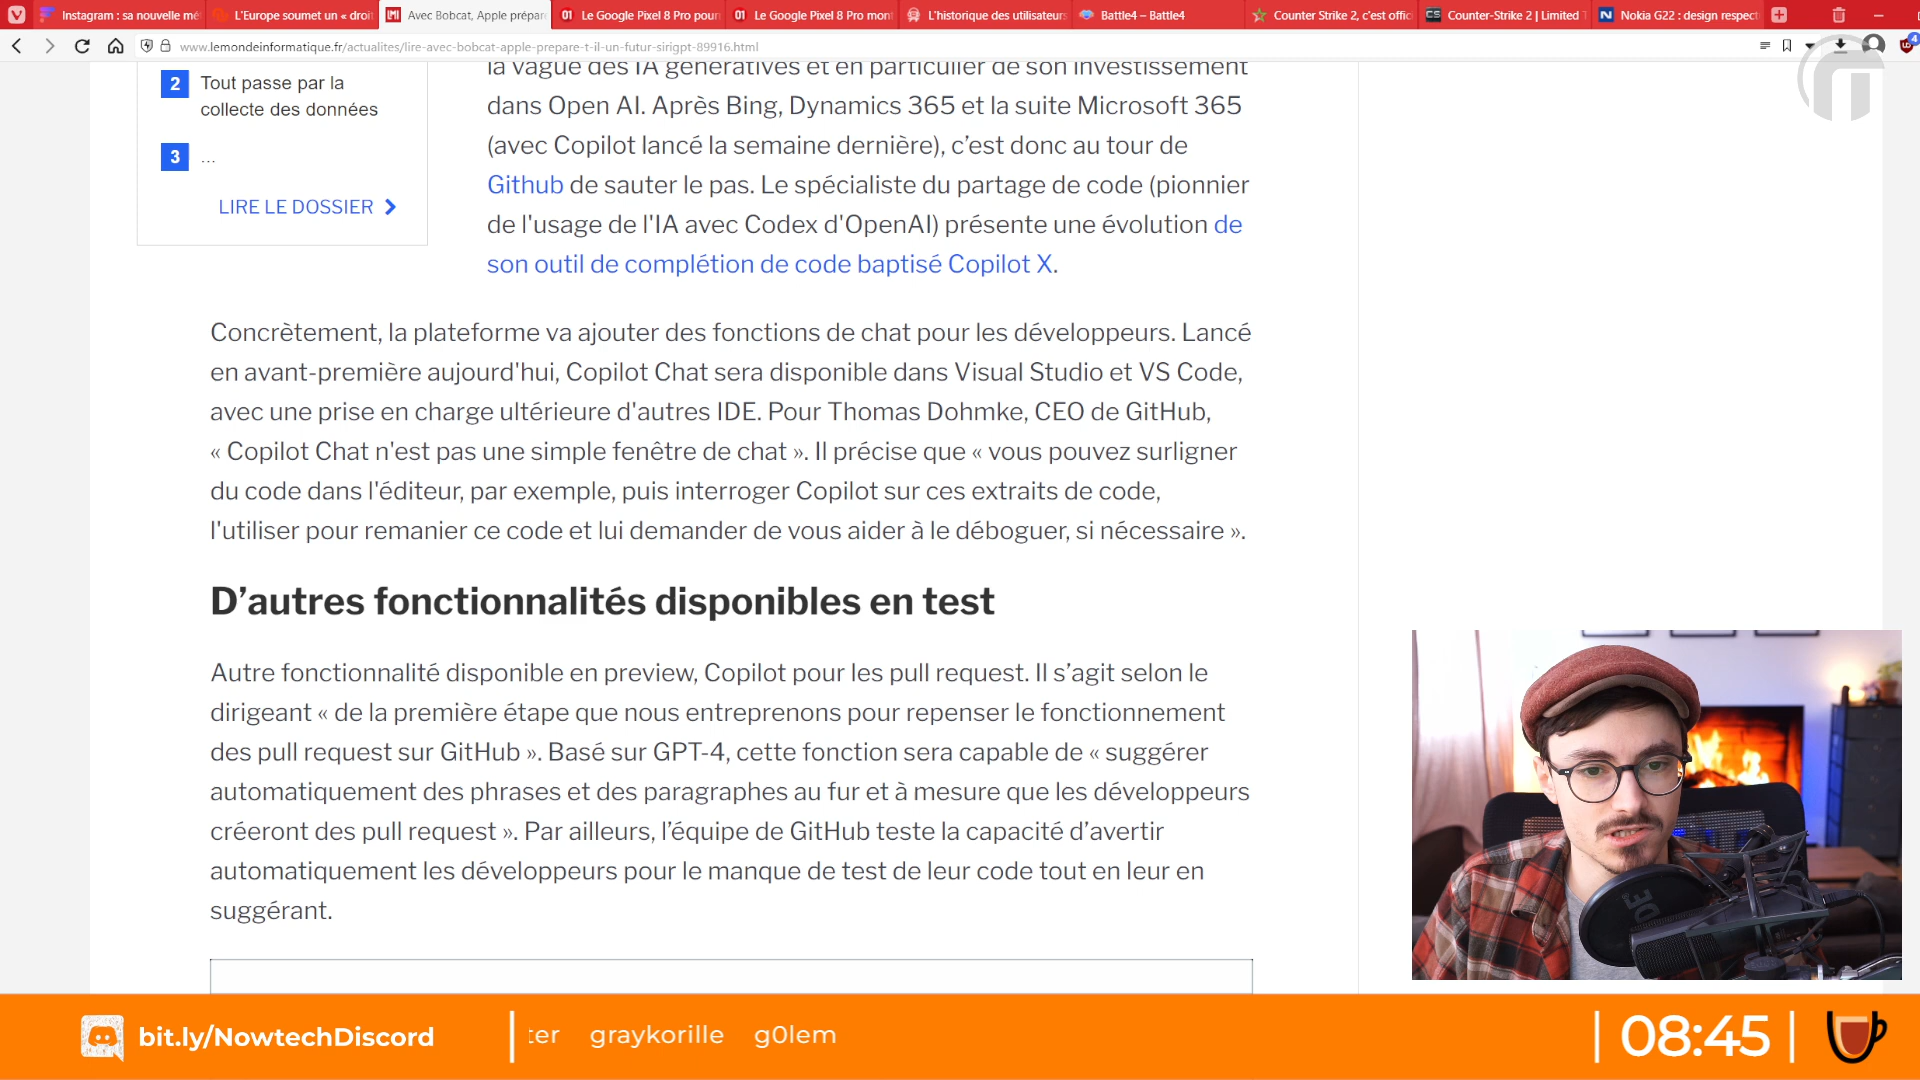 Instagram : sa nouvelle mé
L'Europe soumet un « droit
Avec Bobcat, Apple prépar
Le Google Pixel 8 Pro pour
Le Google Pixel 8 Pro mon
L'historique des utilisateurs
Battle4 – Battle4
Counter Strike 2, c'est offic
Counter-Strike 2 | Limited T
Nokia G22 : design respect
www.lemondeinformatique.fr/actualites/lire-avec-bobcat-apple-prepare-t-il-un-futur-sirigpt-89916.html
4
2 Tout passe par la
collecte des données
3 ...
LIRE LE DOSSIER
la vague des IA génératives et en particulier de son investissement
dans Open AI. Après Bing, Dynamics 365 et la suite Microsoft 365
(avec Copilot lancé la semaine dernière), c’est donc au tour de
Github de sauter le pas. Le spécialiste du partage de code (pionnier
de l'usage de l'IA avec Codex d'OpenAI) présente une évolution de
son outil de complétion de code baptisé Copilot X.
Concrètement, la plateforme va ajouter des fonctions de chat pour les développeurs. Lancé
en avant-première aujourd'hui, Copilot Chat sera disponible dans Visual Studio et VS Code,
avec une prise en charge ultérieure d'autres IDE. Pour Thomas Dohmke, CEO de GitHub,
« Copilot Chat n'est pas une simple fenêtre de chat ». Il précise que « vous pouvez surligner
du code dans l'éditeur, par exemple, puis interroger Copilot sur ces extraits de code,
l'utiliser pour remanier ce code et lui demander de vous aider à le déboguer, si nécessaire ».
D’autres fonctionnalités disponibles en test
Autre fonctionnalité disponible en preview, Copilot pour les pull request. Il s’agit selon le
dirigeant « de la première étape que nous entreprenons pour repenser le fonctionnement
des pull request sur GitHub ». Basé sur GPT-4, cette fonction sera capable de « suggérer
automatiquement des phrases et des paragraphes au fur et à mesure que les développeurs
créeront des pull request ». Par ailleurs, l’équipe de GitHub teste la capacité d’avertir
automatiquement les développeurs pour le manque de test de leur code tout en leur en
suggérant.
RODE
bit.ly/NowtechDiscord
ter graykorille g0lem
08:45